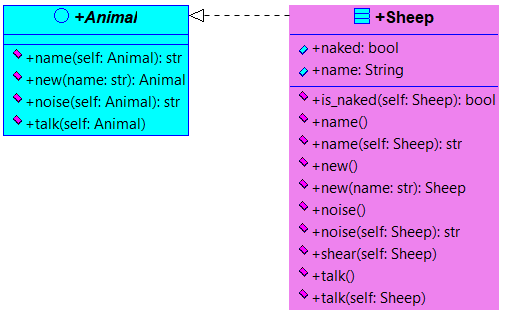 +Animal
+name(self: Animal): str
+new(name: str): Animal
+noise(self: Animal): str
+talk(self: Animal)
+Sheep
+naked: bool
+name: String
+is_naked(self: Sheep): bool
+name()
+name(self: Sheep): str
+new()
+new(name: str): Sheep
+noise()
+noise(self: Sheep): str
+shear(self: Sheep)
+talk()
+talk(self: Sheep)